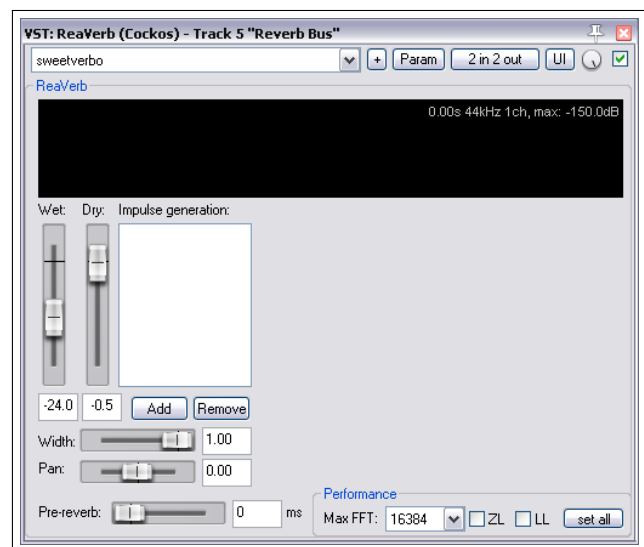 VST: ReaVerb (Cockos) - Track 5 "Reverb Bus"
sweetverbo + Param 2 in 2 out UI
ReaVerb
0.00s 44kHz 1ch, max: -150.0dB
Wet: Dry: Impulse generation:
-24.0 -0.5 Add Remove
Width: 1.00
Pan: 0.00
Performance
Pre-reverb: 0 ms Max FFT: 16384 ZL LL set all